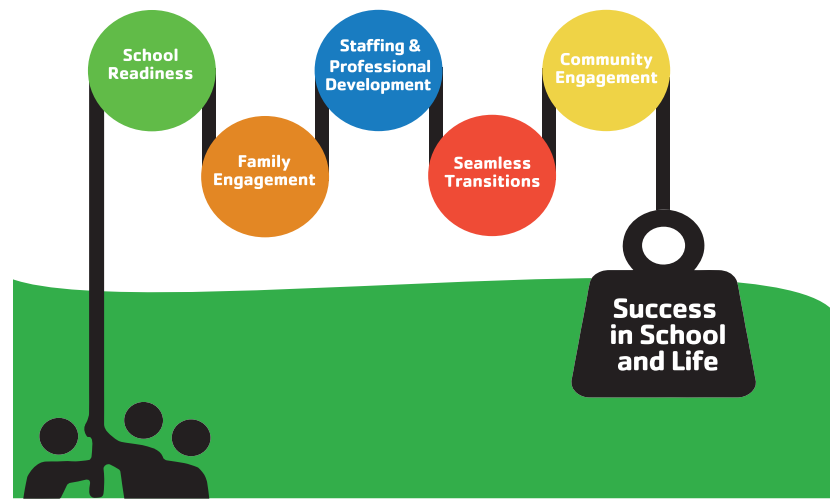 School
Readiness
Family
Engagement
Staffing &
Professional
Development
Seamless
Transitions
Community
Engagement
Success
in School
and Life